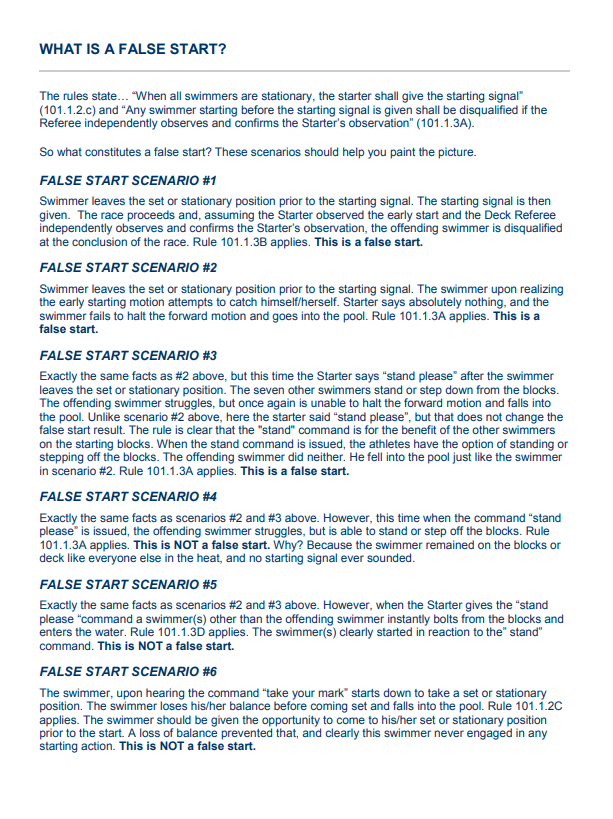 WHAT IS A FALSE START?
The rules state… “When all swimmers are stationary, the starter shall give the starting signal”
(101.1.2.c) and “Any swimmer starting before the starting signal is given shall be disqualified if the
Referee independently observes and confirms the Starter’s observation” (101.1.3A).
So what constitutes a false start? These scenarios should help you paint the picture.
FALSE START SCENARIO #1
Swimmer leaves the set or stationary position prior to the starting signal. The starting signal is then
given.  The race proceeds and, assuming the Starter observed the early start and the Deck Referee
independently observes and confirms the Starter’s observation, the offending swimmer is disqualified
at the conclusion of the race. Rule 101.1.3B applies. This is a false start.
FALSE START SCENARIO #2
Swimmer leaves the set or stationary position prior to the starting signal. The swimmer upon realizing
the early starting motion attempts to catch himself/herself. Starter says absolutely nothing, and the
swimmer fails to halt the forward motion and goes into the pool. Rule 101.1.3A applies. This is a
false start.
FALSE START SCENARIO #3
Exactly the same facts as #2 above, but this time the Starter says “stand please” after the swimmer
leaves the set or stationary position. The seven other swimmers stand or step down from the blocks.
The offending swimmer struggles, but once again is unable to halt the forward motion and falls into
the pool. Unlike scenario #2 above, here the starter said “stand please”, but that does not change the
false start result. The rule is clear that the "stand" command is for the benefit of the other swimmers
on the starting blocks. When the stand command is issued, the athletes have the option of standing or
stepping off the blocks. The offending swimmer did neither. He fell into the pool just like the swimmer
in scenario #2. Rule 101.1.3A applies. This is a false start.
FALSE START SCENARIO #4
Exactly the same facts as scenarios #2 and #3 above. However, this time when the command “stand
please” is issued, the offending swimmer struggles, but is able to stand or step off the blocks. Rule
101.1.3A applies. This is NOT a false start. Why? Because the swimmer remained on the blocks or
deck like everyone else in the heat, and no starting signal ever sounded.
FALSE START SCENARIO #5
Exactly the same facts as scenarios #2 and #3 above. However, when the Starter gives the “stand
please “command a swimmer(s) other than the offending swimmer instantly bolts from the blocks and
enters the water. Rule 101.1.3D applies. The swimmer(s) clearly started in reaction to the” stand”
command. This is NOT a false start.
FALSE START SCENARIO #6
The swimmer, upon hearing the command “take your mark” starts down to take a set or stationary
position. The swimmer loses his/her balance before coming set and falls into the pool. Rule 101.1.2C
applies. The swimmer should be given the opportunity to come to his/her set or stationary position
prior to the start. A loss of balance prevented that, and clearly this swimmer never engaged in any
starting action. This is NOT a false start.